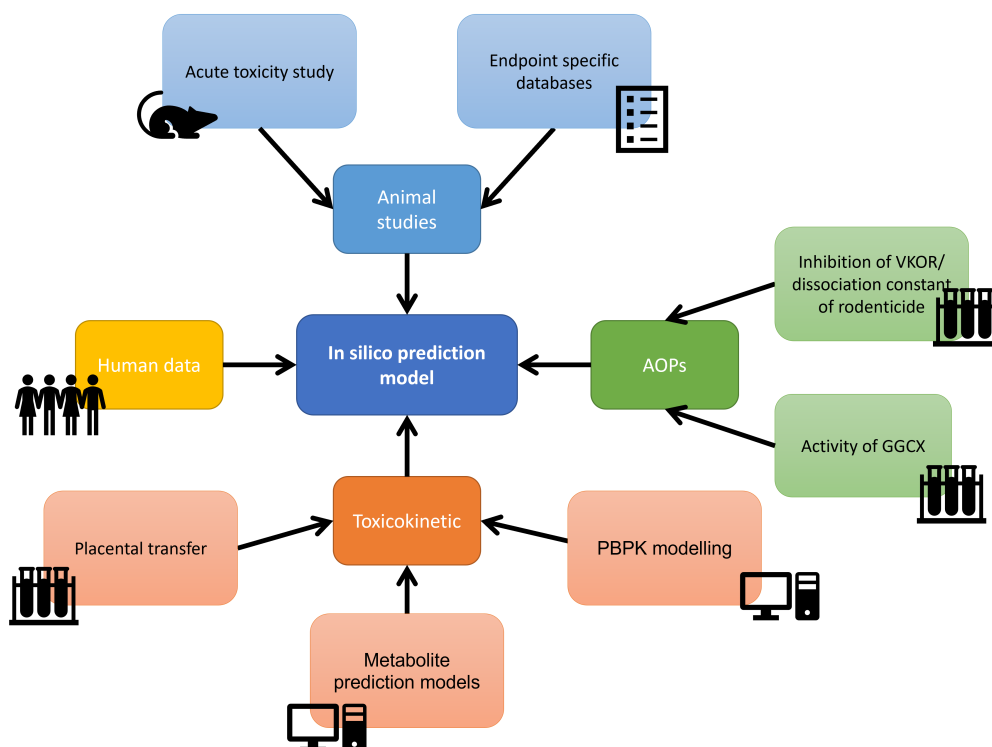 Acute toxicity study
Endpoint specific
databases
Animal
studies
Inhibition of VKOR/
dissociation constant
of rodenticide
Human data
In silico prediction
model
AOPs
Activity of GGCX
Toxicokinetic
Placental transfer
PBPK modelling
Metabolite
prediction models